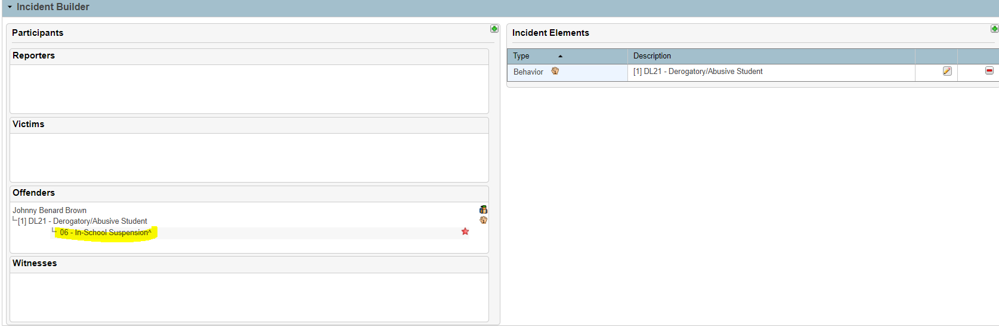 Incident Builder
Participants
Reporters
Victims
Offenders
Johnny Benard Brown
[1] DL21 - Derogatory/Abusive Student
06 - In-School Suspension^
Witnesses
Incident Elements
Type Description
Behavior [1] DL21 - Derogatory/Abusive Student